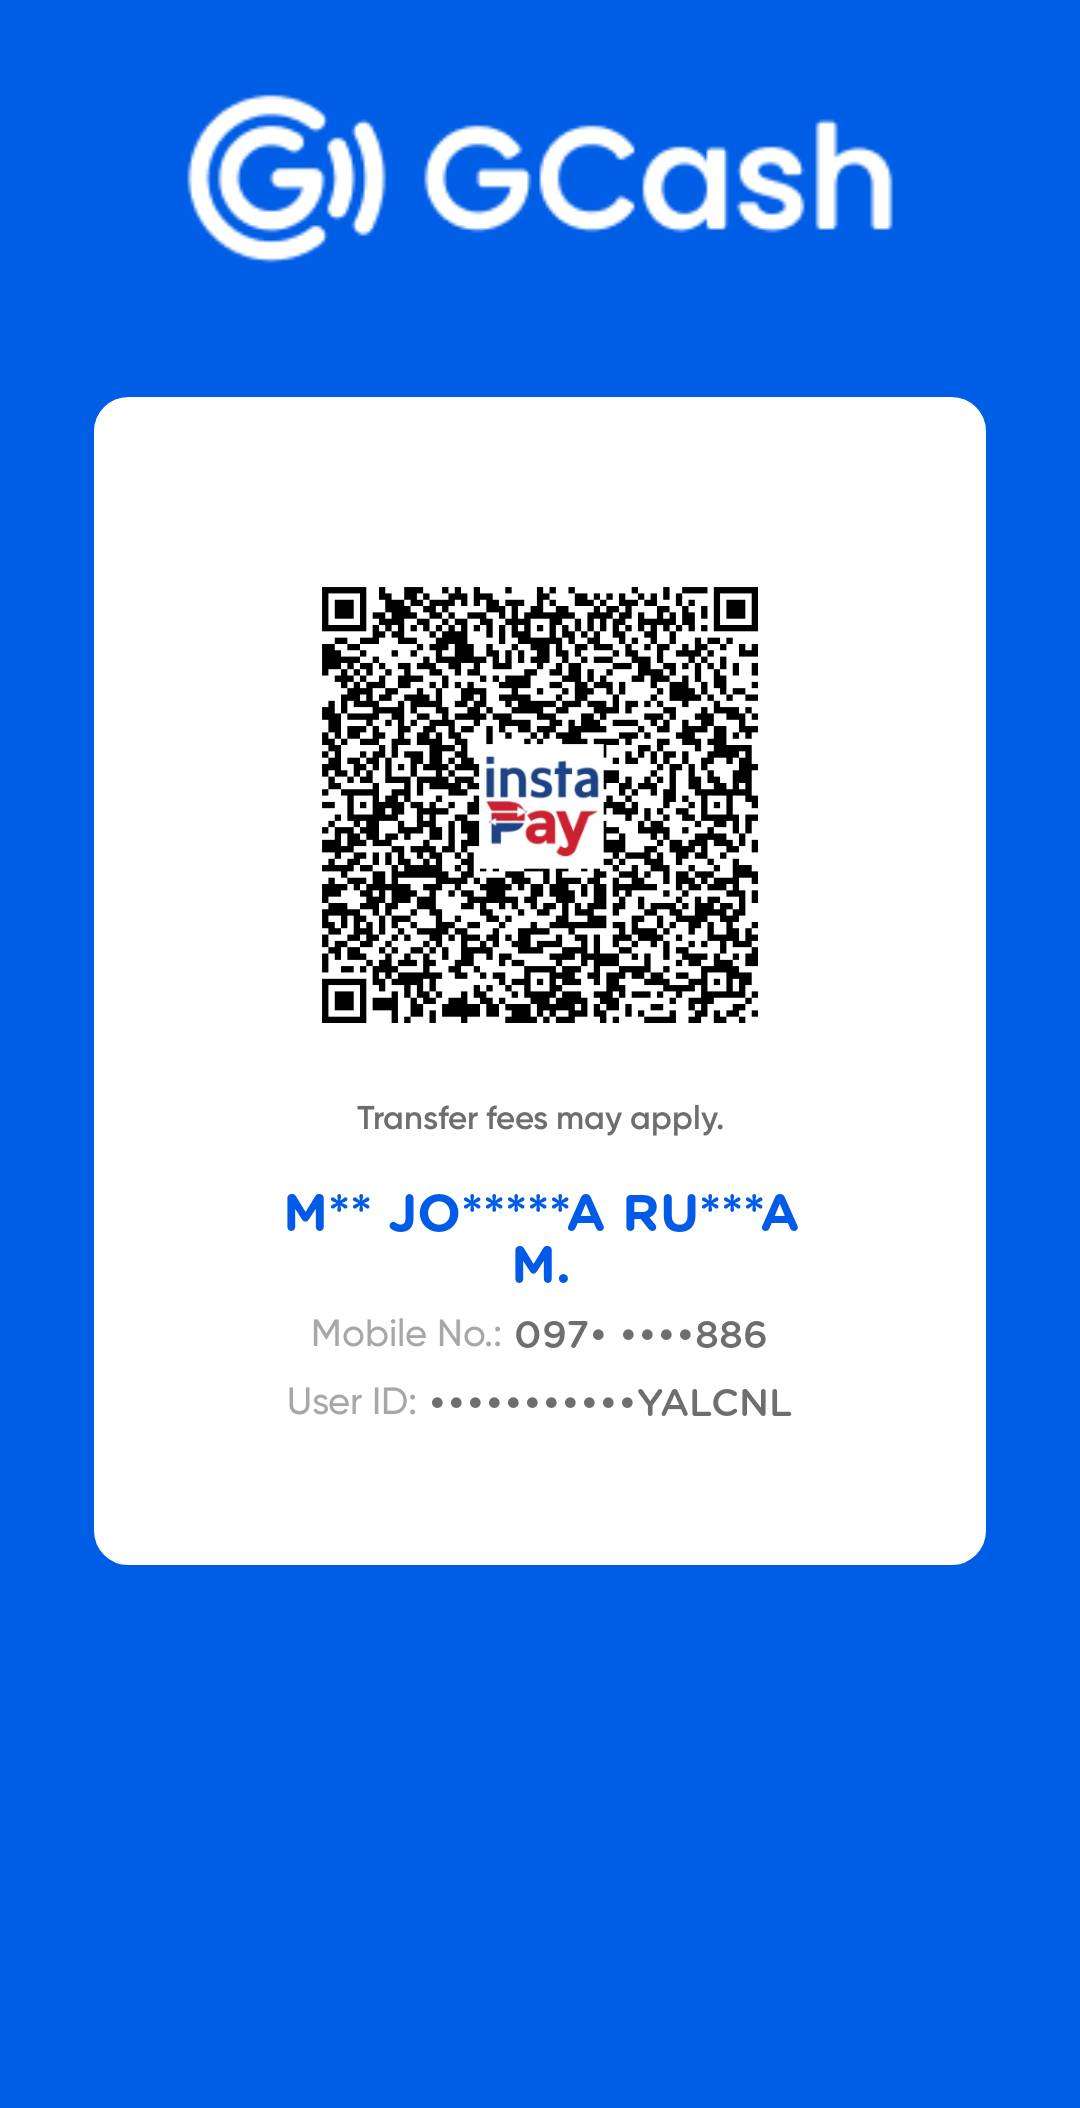 GCash
insta
Pay
Transfer fees may apply.
M** JO*****A RU***A
M.
Mobile No.: 097• ••••886
User ID: •••••••••••YALCNL